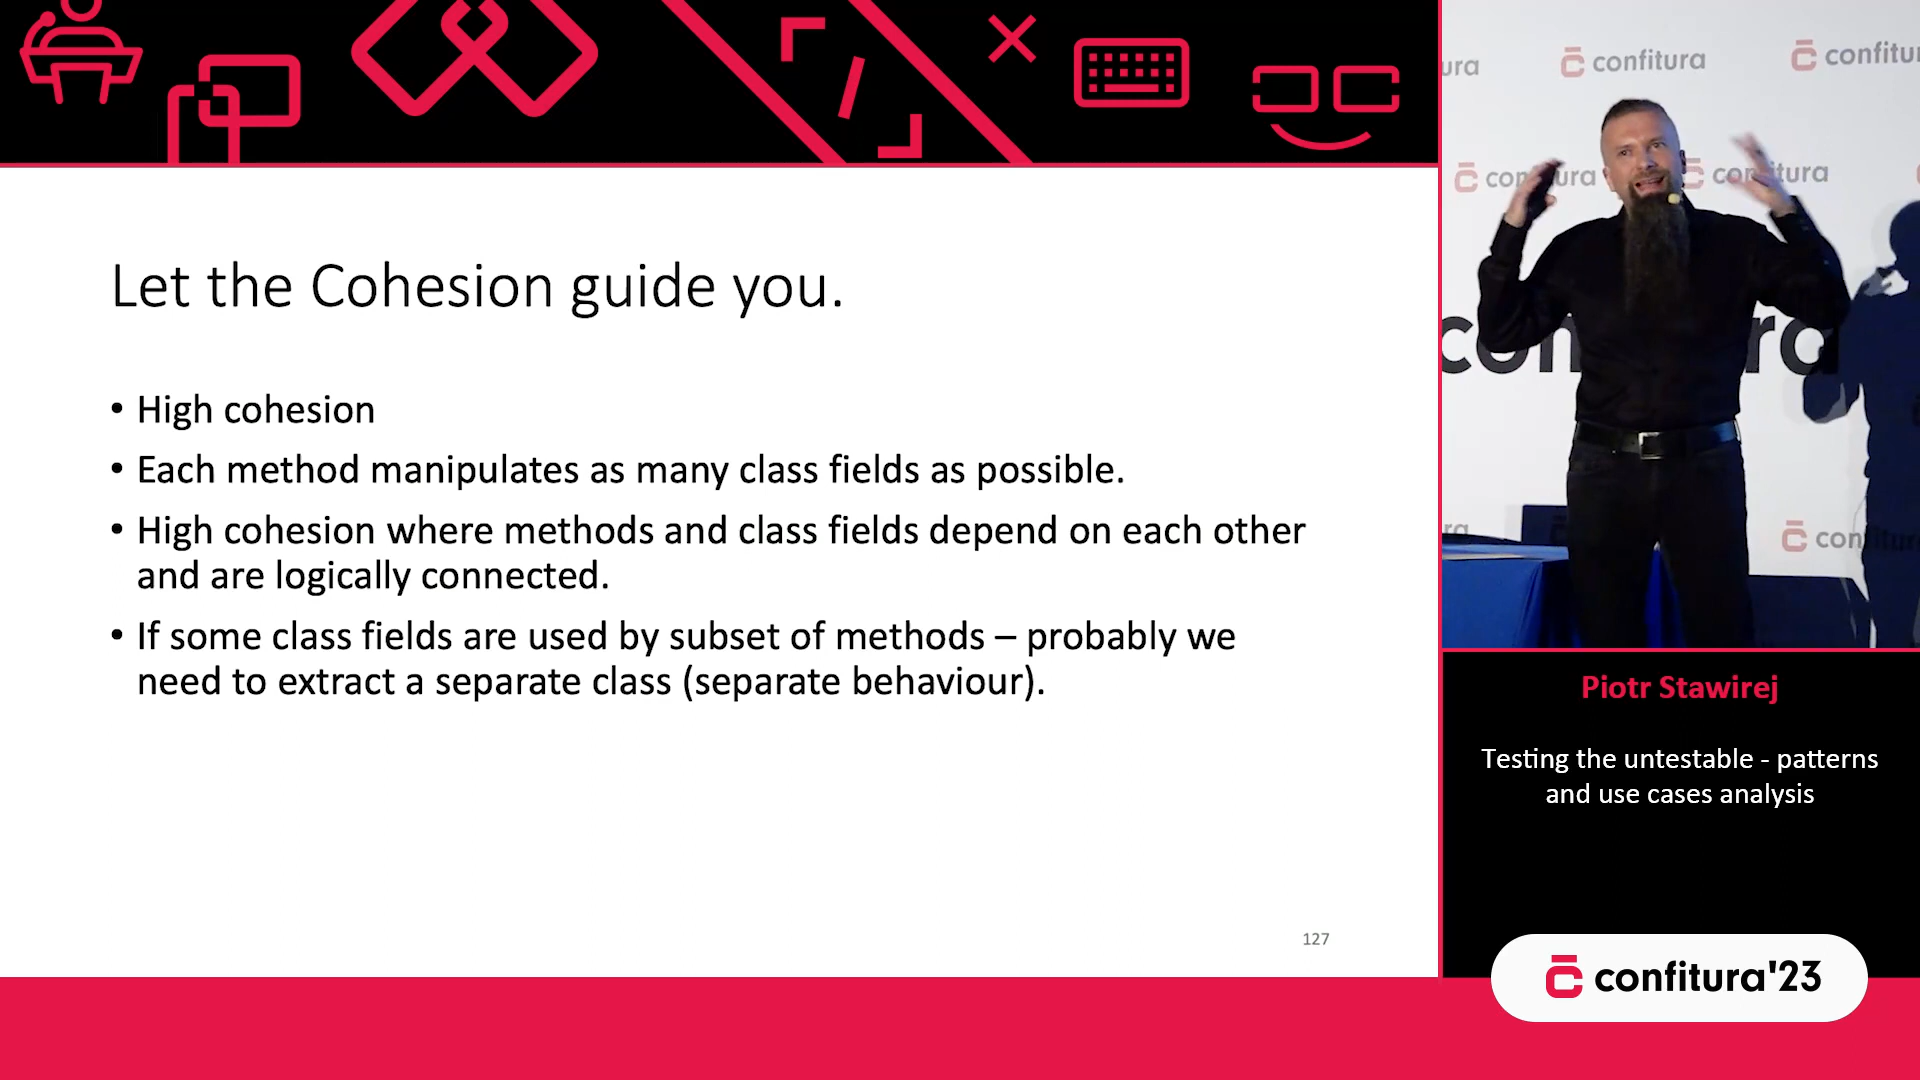 Let the Cohesion guide you.
• High cohesion
• Each method manipulates as many class fields as possible.
• High cohesion where methods and class fields depend on each other
and are logically connected.
• If some class fields are used by subset of methods – probably we
need to extract a separate class (separate behaviour).
127
ura
confitura
confitu
confitura
Piotr Stawirej
Testing the untestable - patterns
and use cases analysis
confitura'23